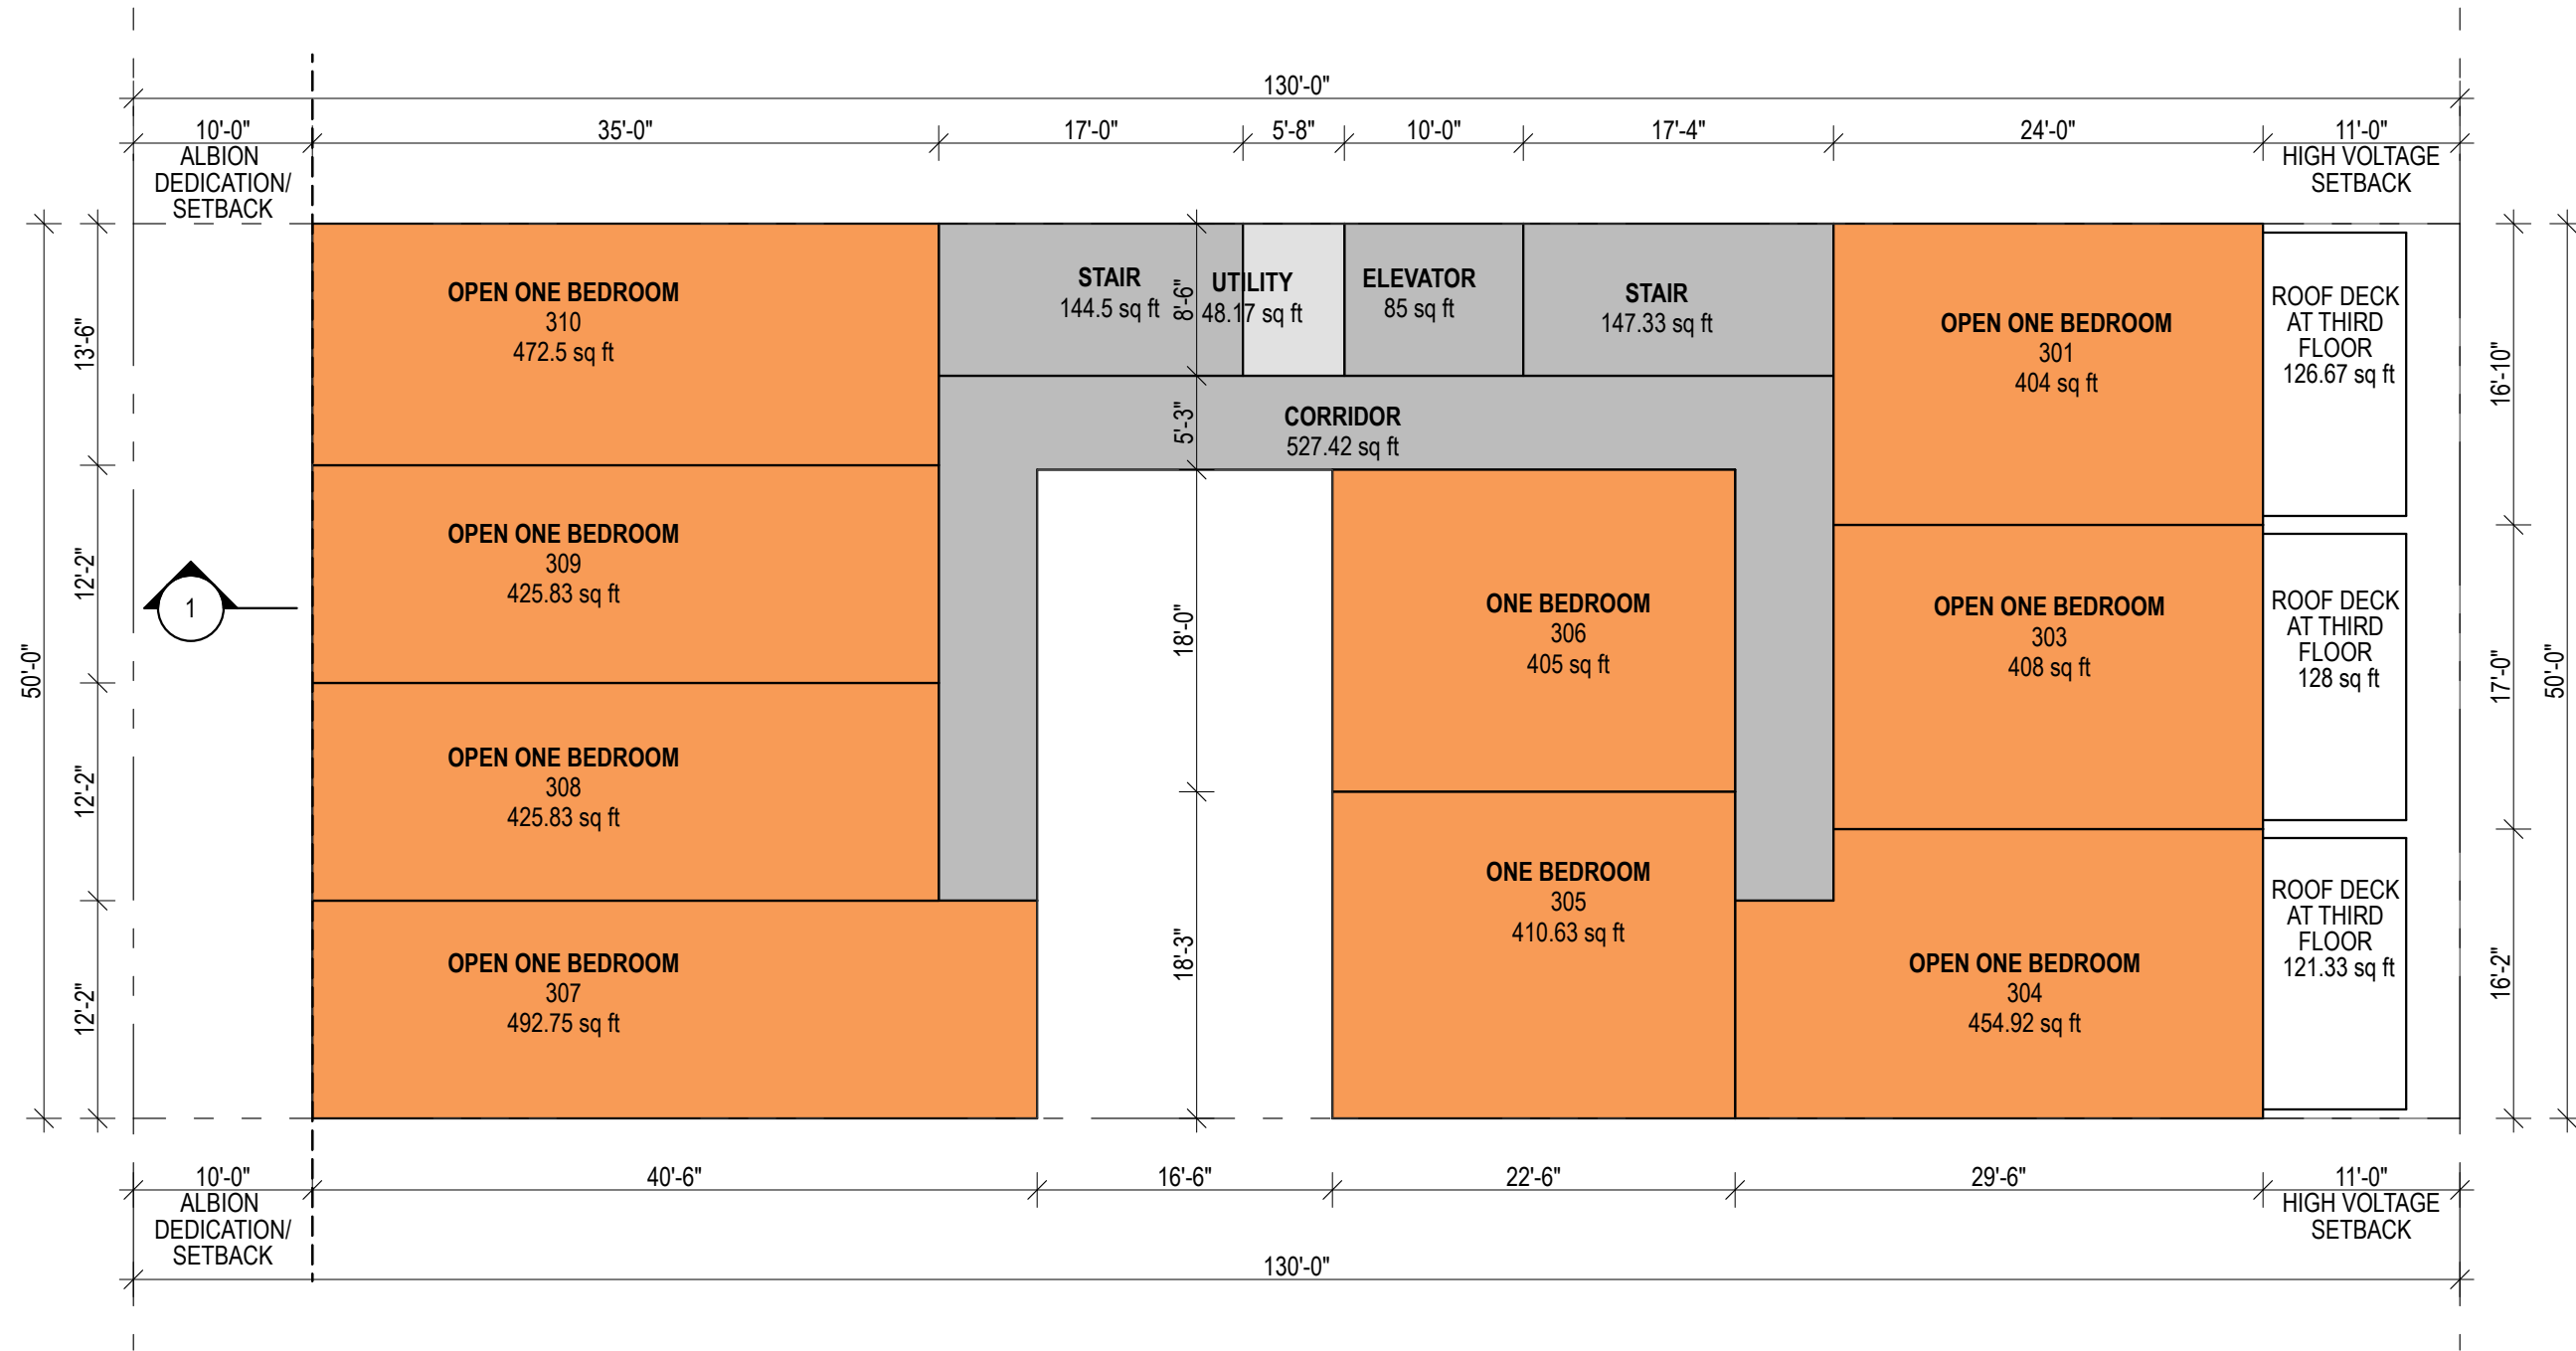 130'-0"
10'-0"
35'-0"
17'-0"
5'-8"
10'-0"
17'-4"
24'-0"
11'-0"
ALBION
DEDICATION/
SETBACK
HIGH VOLTAGE
SETBACK
50'-0"
13'-6"
12'-2"
12'-2"
12'-2"
1
OPEN ONE BEDROOM
310
472.5 sq ft
OPEN ONE BEDROOM
309
425.83 sq ft
OPEN ONE BEDROOM
308
425.83 sq ft
OPEN ONE BEDROOM
307
492.75 sq ft
STAIR
144.5 sq ft
8'-6"
UTILITY
48.17 sq ft
ELEVATOR
85 sq ft
STAIR
147.33 sq ft
5'-3"
CORRIDOR
527.42 sq ft
18'-0"
18'-3"
ONE BEDROOM
306
405 sq ft
ONE BEDROOM
305
410.63 sq ft
OPEN ONE BEDROOM
301
404 sq ft
OPEN ONE BEDROOM
303
408 sq ft
OPEN ONE BEDROOM
304
454.92 sq ft
ROOF DECK
AT THIRD
FLOOR
126.67 sq ft
ROOF DECK
AT THIRD
FLOOR
128 sq ft
ROOF DECK
AT THIRD
FLOOR
121.33 sq ft
16'-10"
17'-0"
16'-2"
50'-0"
10'-0"
40'-6"
16'-6"
22'-6"
29'-6"
11'-0"
ALBION
DEDICATION/
SETBACK
HIGH VOLTAGE
SETBACK
130'-0"